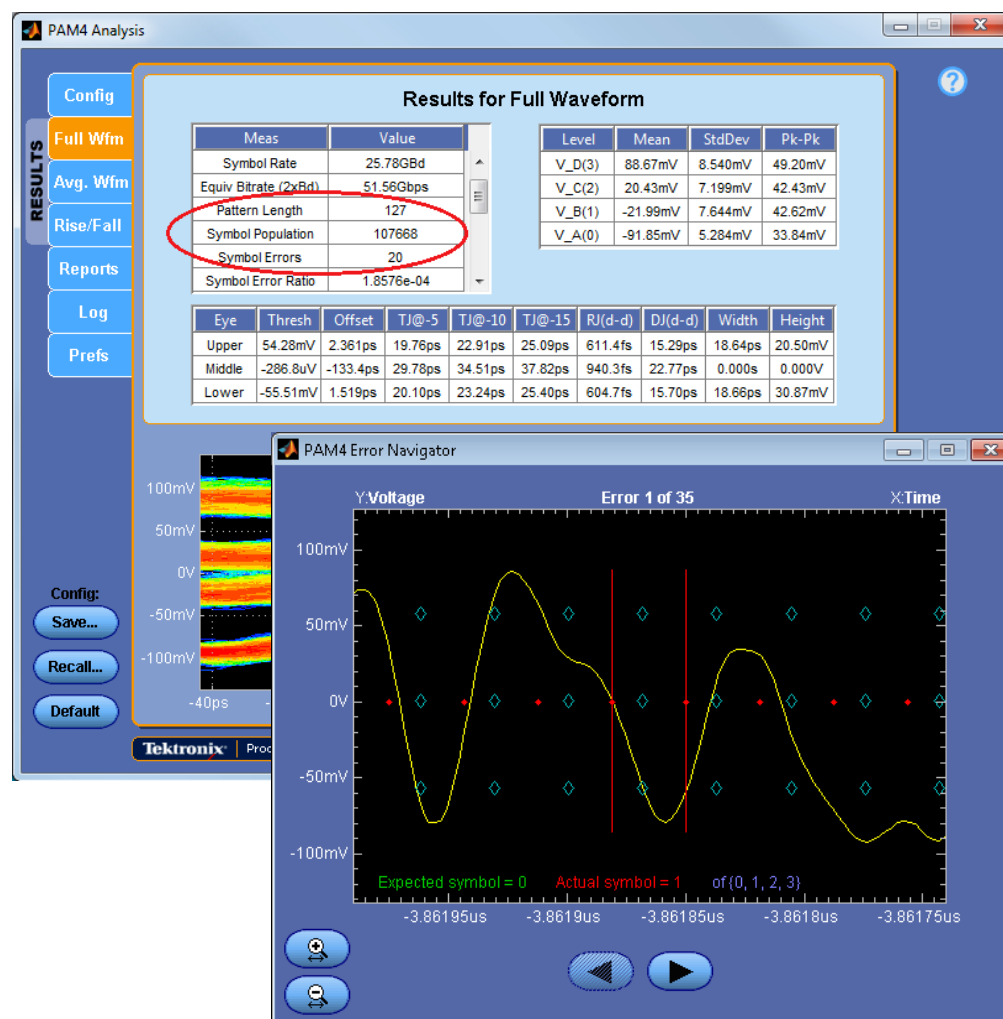 PAM4 Analysis
Config
Full Wfm
Avg. Wfm
Rise/Fall
Reports
Log
Prefs
RESULTS
Results for Full Waveform
Meas Value
Symbol Rate 25.78GBd
Equiv Bitrate (2xBd) 51.56Gbps
Pattern Length 127
Symbol Population 107668
Symbol Errors 20
Symbol Error Ratio 1.8576e-04
Level Mean StdDev Pk-Pk
V_D(3) 88.67mV 8.540mV 49.20mV
V_C(2) 20.43mV 7.199mV 42.43mV
V_B(1) -21.99mV 7.644mV 42.62mV
V_A(0) -91.85mV 5.284mV 33.84mV
Eye Thresh Offset TJ@-5 TJ@-10 TJ@-15 RJ(d-d) DJ(d-d) Width Height
Upper 54.28mV 2.361ps 19.76ps 22.91ps 25.09ps 611.4fs 15.29ps 18.64ps 20.50mV
Middle -286.8uV -133.4ps 29.78ps 34.51ps 37.82ps 940.3fs 22.77ps 0.000s 0.000V
Lower -55.51mV 1.519ps 20.10ps 23.24ps 25.40ps 604.7fs 15.70ps 18.66ps 30.87mV
100mV
50mV
0V
-50mV
-100mV
-40ps
Config:
Save...
Recall...
Default
Tektronix
PAM4 Error Navigator
Y:Voltage Error 1 of 35 X:Time
100mV
50mV
0V
-50mV
-100mV
Expected symbol = 0 Actual symbol = 1 of {0, 1, 2, 3}
-3.86195us -3.8619us -3.86185us -3.8618us -3.86175us